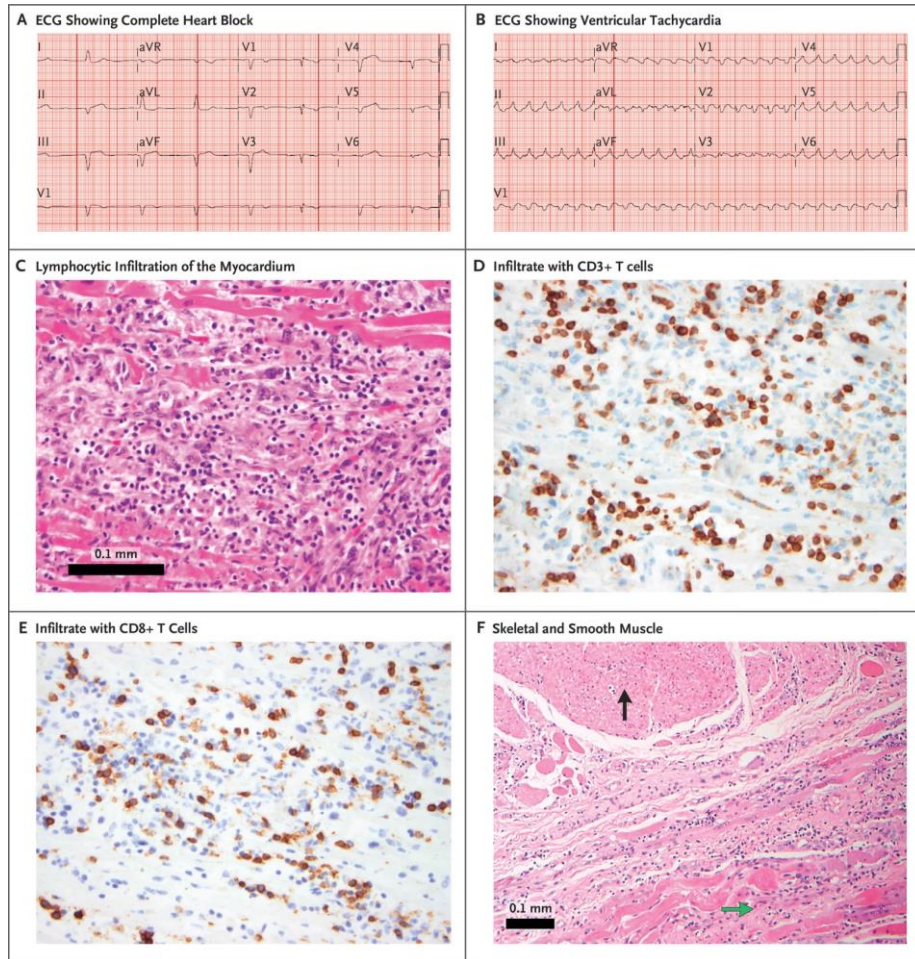 A ECG Showing Complete Heart Block
I aVR V1 V4
II aVL V2 V5
III aVF V3 V6
V1
B ECG Showing Ventricular Tachycardia
I aVR V1 V4
II aVL V2 V5
III aVF V3 V6
V1
C Lymphocytic Infiltration of the Myocardium
0.1 mm
D Infiltrate with CD3+ T cells
E Infiltrate with CD8+ T Cells
F Skeletal and Smooth Muscle
0.1 mm